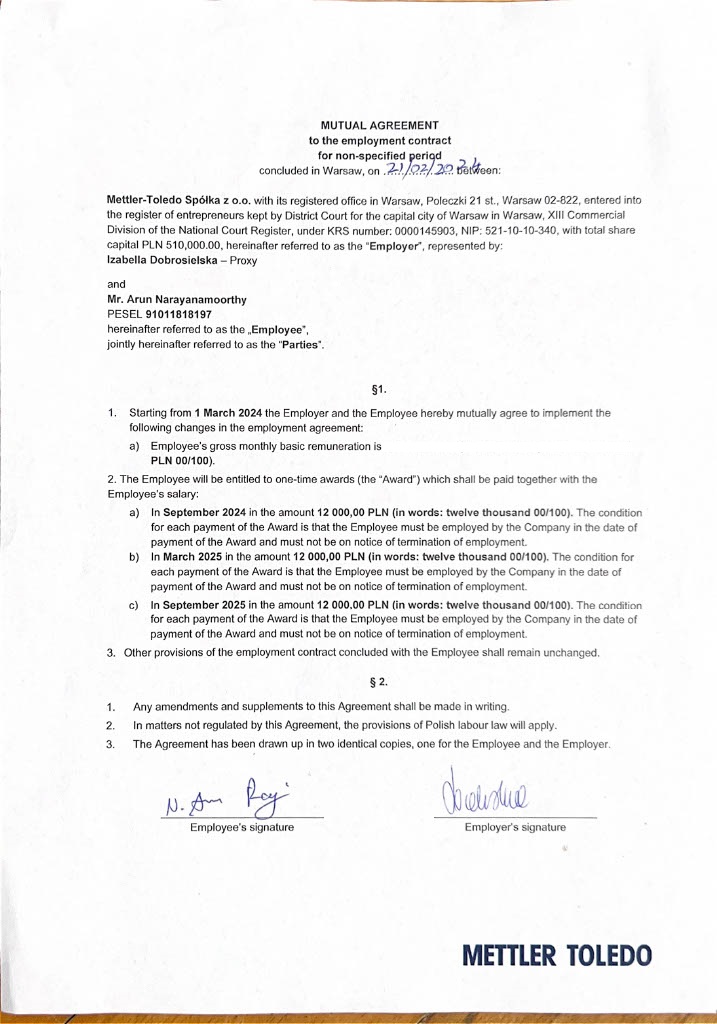 MUTUAL AGREEMENT
to the employment contract
for non-specified period
concluded in Warsaw, on 21/02/2024 between:
Mettler-Toledo Spółka z o.o. with its registered office in Warsaw, Poleczki 21 st., Warsaw 02-822, entered into
the register of entrepreneurs kept by District Court for the capital city of Warsaw in Warsaw, XIII Commercial
Division of the National Court Register, under KRS number: 0000145903, NIP: 521-10-10-340, with total share
capital PLN 510,000.00, hereinafter referred to as the “Employer”, represented by:
Izabella Dobrosielska – Proxy
and
Mr. Arun Narayanamoorthy
PESEL 91011818197
hereinafter referred to as the „Employee”,
jointly hereinafter referred to as the “Parties”.
§1.
1. Starting from 1 March 2024 the Employer and the Employee hereby mutually agree to implement the
following changes in the employment agreement:
a) Employee's gross monthly basic remuneration is
PLN 00/100).
2. The Employee will be entitled to one-time awards (the “Award”) which shall be paid together with the
Employee's salary:
a) In September 2024 in the amount 12 000,00 PLN (in words: twelve thousand 00/100). The condition
for each payment of the Award is that the Employee must be employed by the Company in the date of
payment of the Award and must not be on notice of termination of employment.
b) In March 2025 in the amount 12 000,00 PLN (in words: twelve thousand 00/100). The condition for
each payment of the Award is that the Employee must be employed by the Company in the date of
payment of the Award and must not be on notice of termination of employment.
c) In September 2025 in the amount 12 000,00 PLN (in words: twelve thousand 00/100). The condition
for each payment of the Award is that the Employee must be employed by the Company in the date of
payment of the Award and must not be on notice of termination of employment.
3. Other provisions of the employment contract concluded with the Employee shall remain unchanged.
§ 2.
1. Any amendments and supplements to this Agreement shall be made in writing.
2. In matters not regulated by this Agreement, the provisions of Polish labour law will apply.
3. The Agreement has been drawn up in two identical copies, one for the Employee and the Employer.
Employee's signature
Employer's signature
METTLER TOLEDO